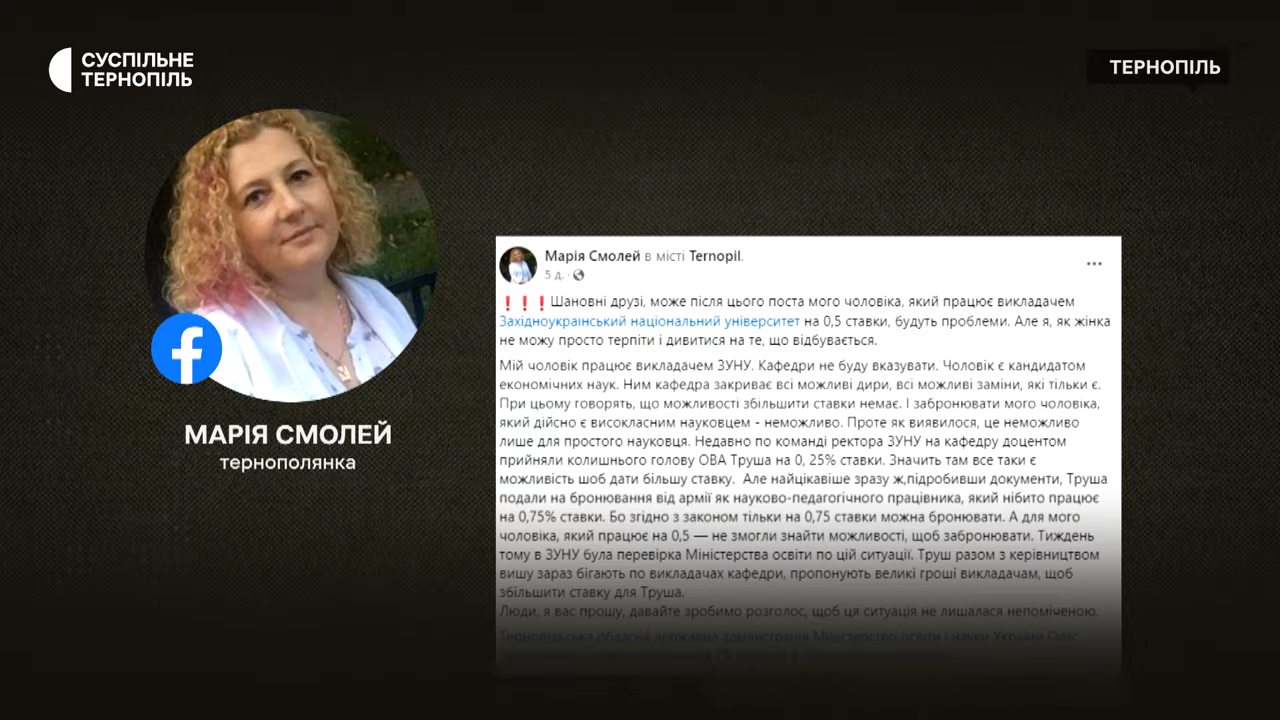 СУСПІЛЬНЕ
ТЕРНОПІЛЬ
ТЕРНОПІЛЬ
МАРІЯ СМОЛЕЙ
тернополянка
Марія Смолей в місті Ternopil.
5 д. ·
❗❗❗Шановні друзі, може після цього поста мого чоловіка, який працює викладачем
Західноукраїнський національний університет на 0,5 ставки, будуть проблеми. Але я, як жінка
не можу просто терпіти і дивитися на те, що відбувається.
Мій чоловік працює викладачем ЗУНУ. Кафедри не буду вказувати. Чоловік є кандидатом
економічних наук. Ним кафедра закриває всі можливі дири, всі можливі заміни, які тільки є.
При цьому говорять, що можливості збільшити ставки немає. І забронювати мого чоловіка,
який дійсно є високласним науковцем - неможливо. Проте як виявилося, це неможливо
лише для простого науковця. Недавно по команді ректора ЗУНУ на кафедру доцентом
прийняли колишнього голову ОВА Труша на 0, 25% ставки. Значить там все таки є
можливість шоб дати більшу ставку. Але найцікавіше зразу ж,підробивши документи, Труша
подали на бронювання від армії як науково-педагогічного працівника, який нібито працює
на 0,75% ставки. Бо згідно з законом тільки на 0,75 ставки можна бронювати. А для мого
чоловіка, який працює на 0,5 — не змогли знайти можливості, щоб забронювати. Тиждень
тому в ЗУНУ була перевірка Міністерства освіти по цій ситуації. Труш разом з керівництвом
вишу зараз бігають по викладачах кафедри, пропонують великі гроші викладачам, щоб
збільшити ставку для Труша.
Люди, я вас прошу, давайте зробимо розголос, щоб ця ситуація не лишалася непоміченою.
Тернопільська обласна державна адміністрація Міністерство освіти і науки України Офіс